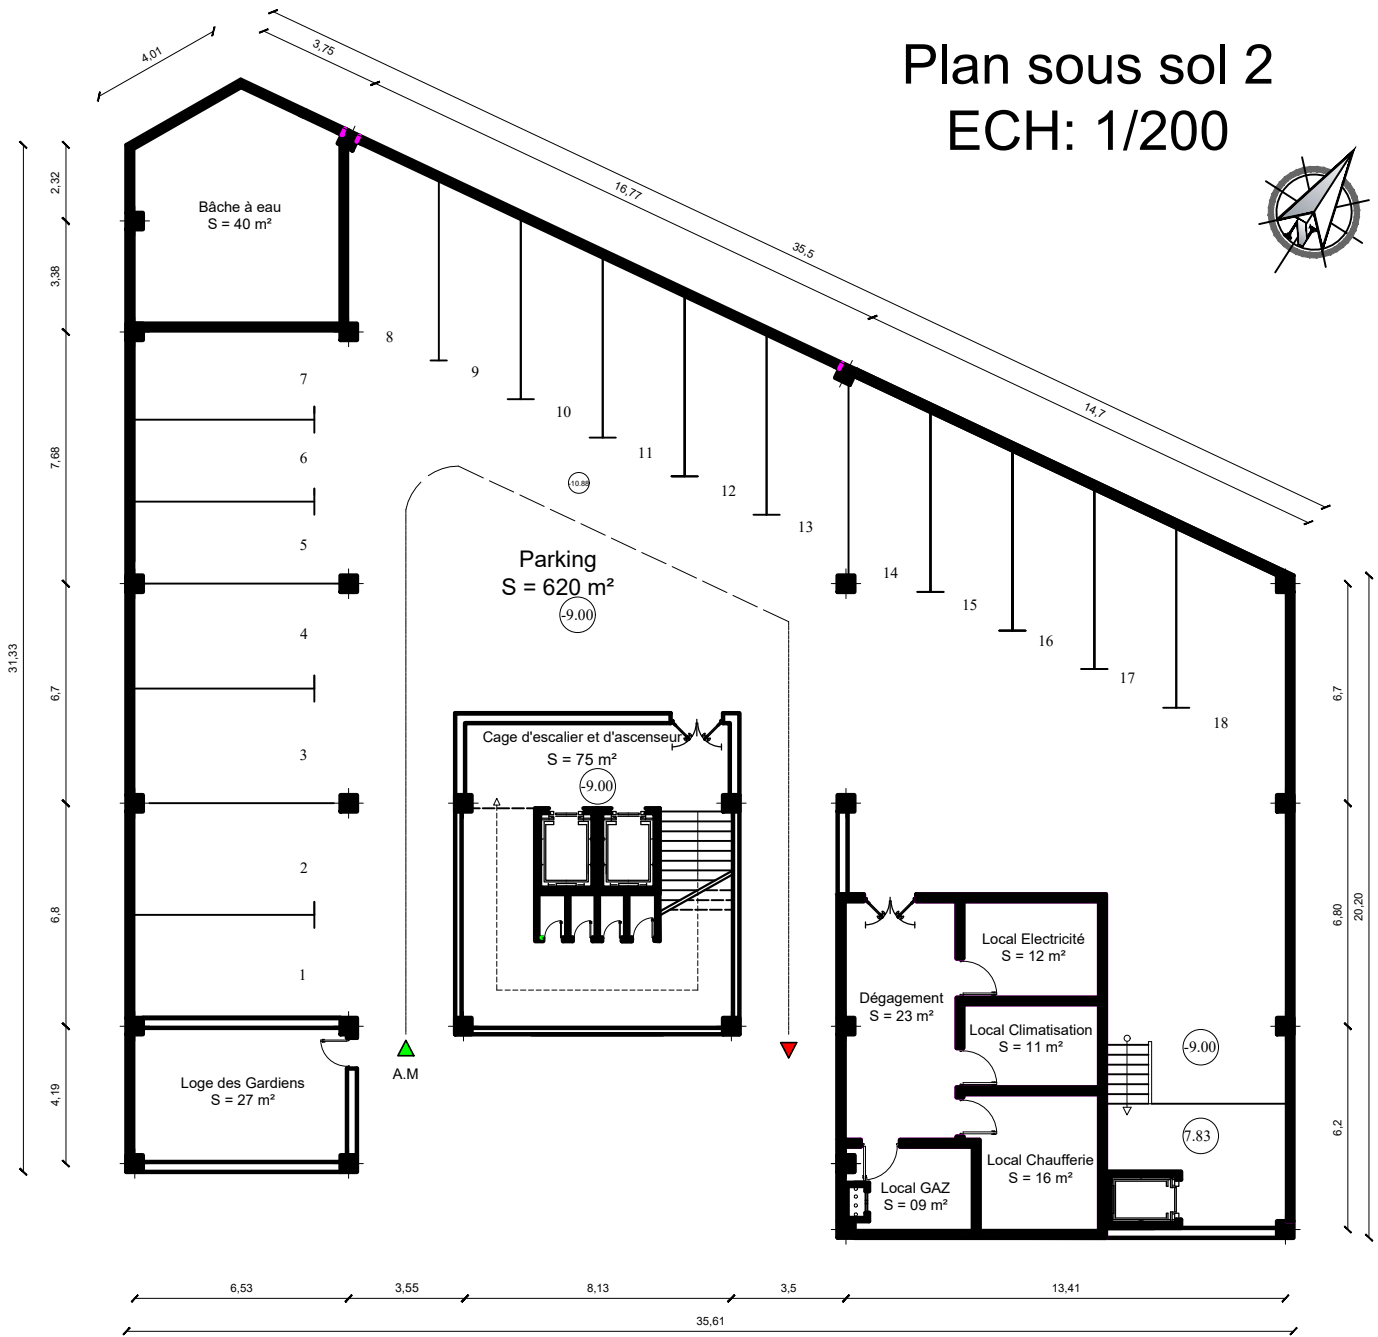 Plan sous sol 2
ECH: 1/200
4,01
3,75
16,77
35,5
14,7
2,32
3,38
7,68
31,33
6,7
6,8
4,19
Bâche à eau
S = 40 m²
8
7
9
10
6
11
12
5
13
-10.88
Parking
S = 620 m²
-9.00
14
15
4
16
17
18
3
Cage d'escalier et d'ascenseur
S = 75 m²
-9.00
2
1
6,7
6.80
20,20
6,2
Local Electricité
S = 12 m²
Dégagement
S = 23 m²
Local Climatisation
S = 11 m²
-9.00
A.M
Loge des Gardiens
S = 27 m²
7.83
Local Chaufferie
S = 16 m²
Local GAZ
S = 09 m²
6,53
3,55
8,13
3,5
13,41
35,61